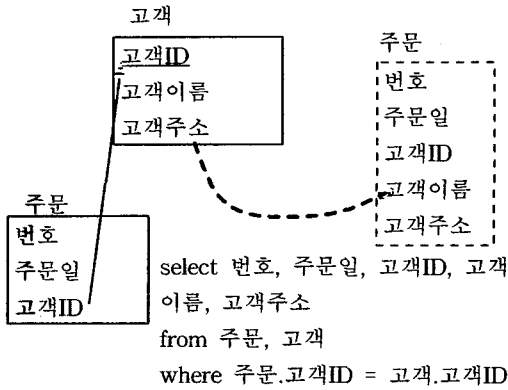 고객
고객ID
고객이름
고객주소
주문
번호
주문일
고객ID
고객이름
고객주소
주문
번호
주문일
고객ID
select 번호, 주문일, 고객ID, 고객
이름, 고객주소
from 주문, 고객
where 주문.고객ID = 고객.고객ID